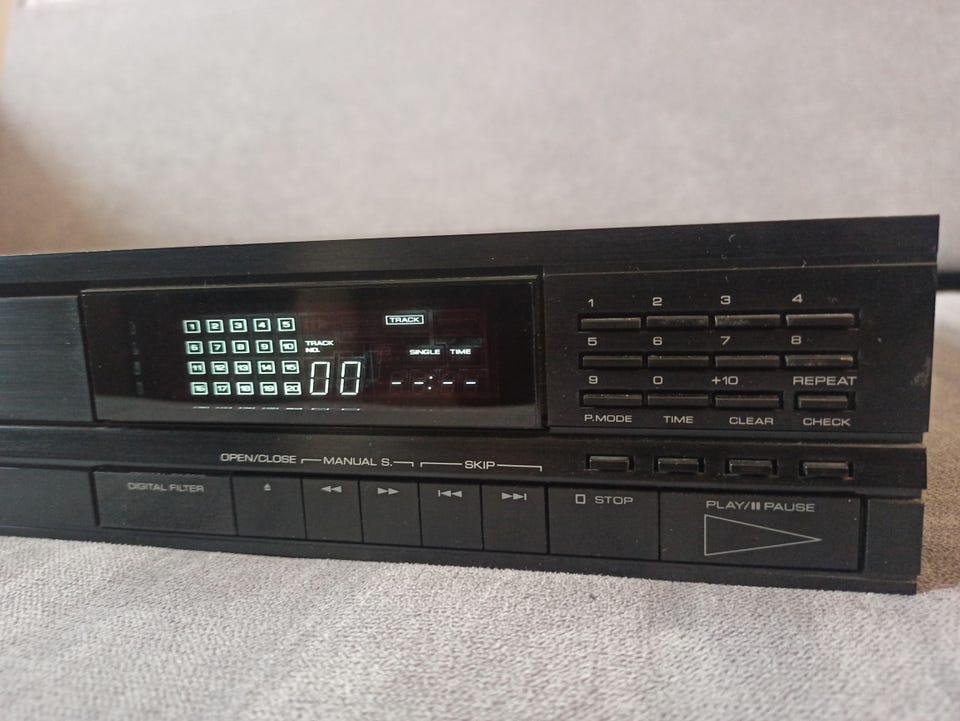 1 2 3 4 5
6 7 8 9 10
11 12 13 14 15
16 17 18 19 20
TRACK
NO.
00
TRACK
SINGLE TIME
--:--
1 2 3 4
5 6 7 8
9 0 +10 REPEAT
P.MODE TIME CLEAR CHECK
OPEN/CLOSE MANUAL S. SKIP
DIGITAL FILTER
STOP
PLAY/PAUSE